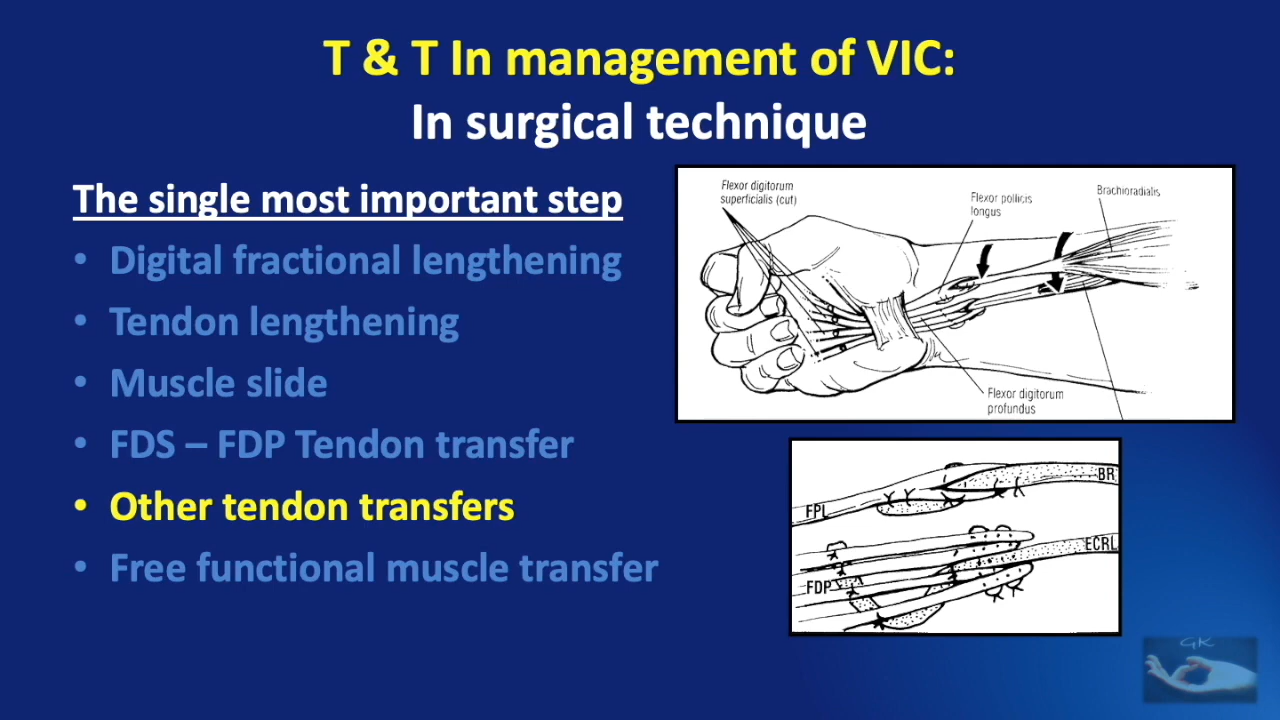 T & T In management of VIC:
In surgical technique
The single most important step
• Digital fractional lengthening
• Tendon lengthening
• Muscle slide
• FDS – FDP Tendon transfer
• Other tendon transfers
• Free functional muscle transfer
Flexor digitorum
superficialis (cut)
Flexor pollicis
longus
Brachioradialis
Flexor digitorum
profundus
BR
FPL
ECRL
FDP
GK